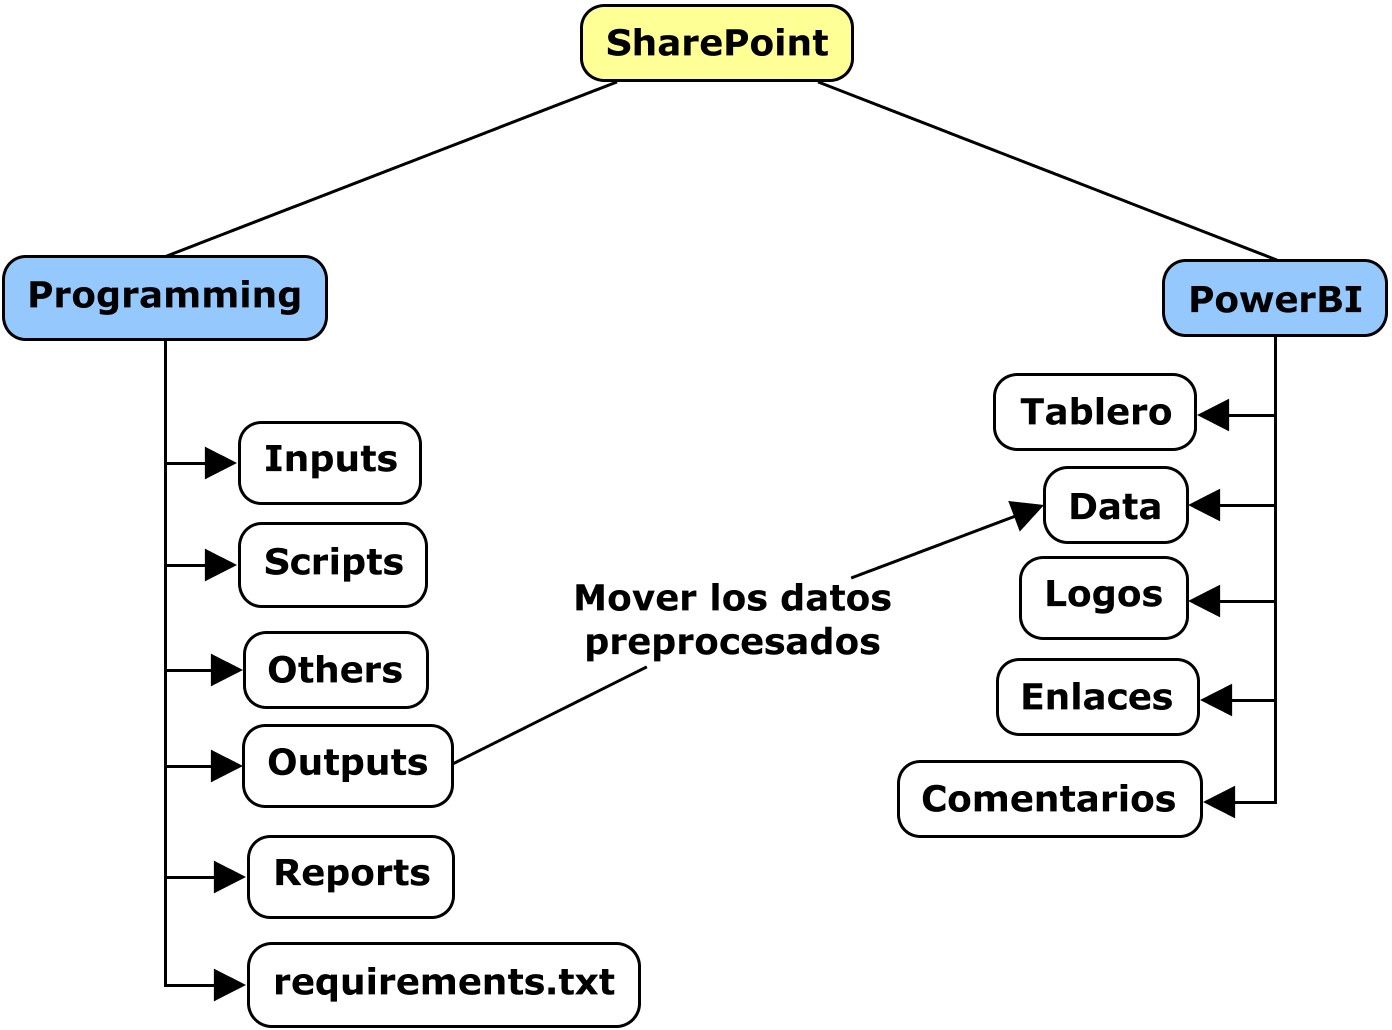 SharePoint
Programming
PowerBI
Inputs
Scripts
Others
Outputs
Reports
requirements.txt
Mover los datos
preprocesados
Tablero
Data
Logos
Enlaces
Comentarios